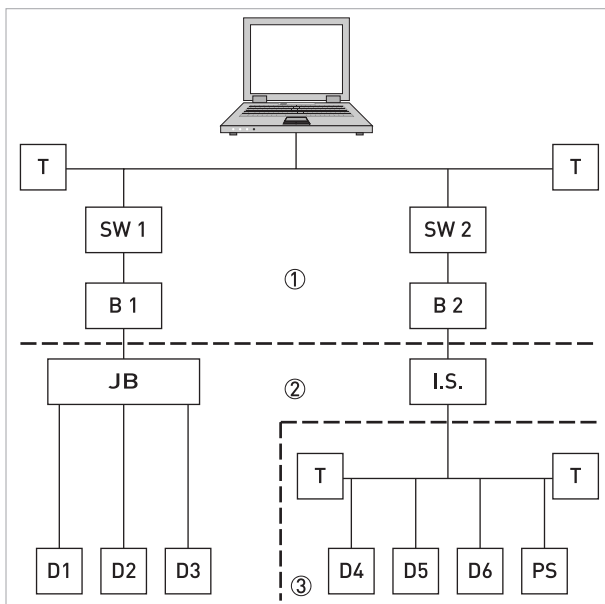 T T
SW 1 SW 2
①
B 1 B 2
JB ② I.S.
T T
D1 D2 D3 ③ D4 D5 D6 PS